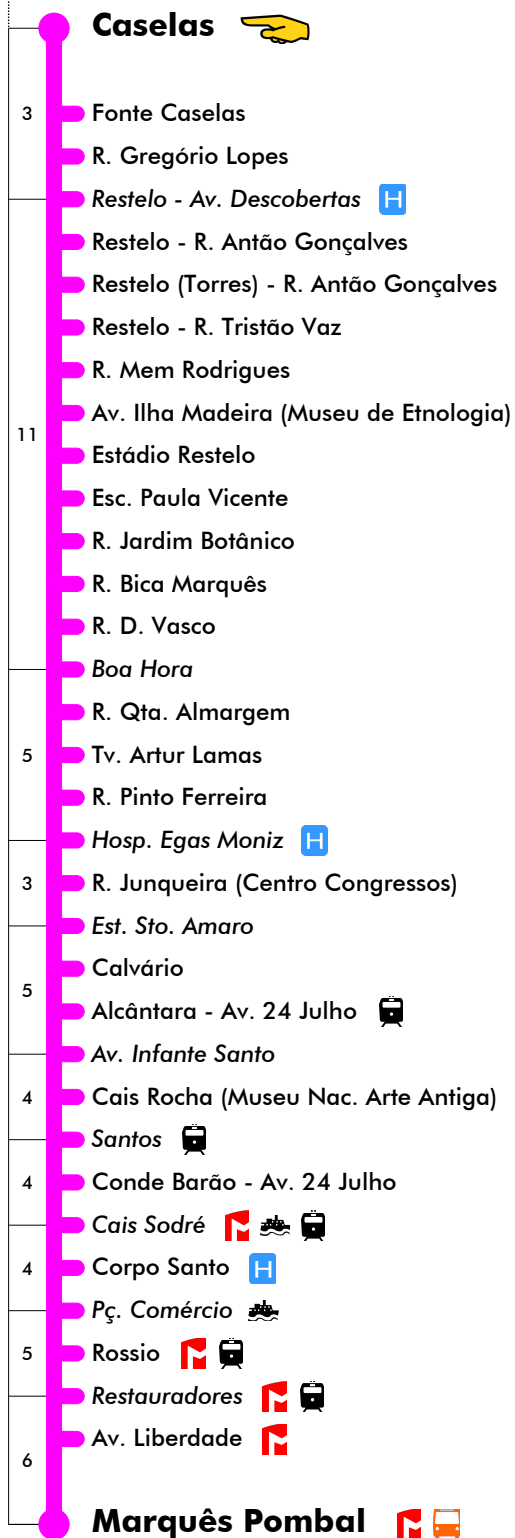 Caselas
3
Fonte Caselas
R. Gregório Lopes
Restelo - Av. Descobertas H
Restelo - R. Antão Gonçalves
Restelo (Torres) - R. Antão Gonçalves
Restelo - R. Tristão Vaz
R. Mem Rodrigues
Av. Ilha Madeira (Museu de Etnologia)
11
Estádio Restelo
Esc. Paula Vicente
R. Jardim Botânico
R. Bica Marquês
R. D. Vasco
Boa Hora
R. Qta. Almargem
5
Tv. Artur Lamas
R. Pinto Ferreira
Hosp. Egas Moniz H
3
R. Junqueira (Centro Congressos)
Est. Sto. Amaro
Calvário
5
Alcântara - Av. 24 Julho
Av. Infante Santo
4
Cais Rocha (Museu Nac. Arte Antiga)
Santos
4
Conde Barão - Av. 24 Julho
Cais Sodré
4
Corpo Santo H
Pç. Comércio
5
Rossio
Restauradores
Av. Liberdade
6
Marquês Pombal